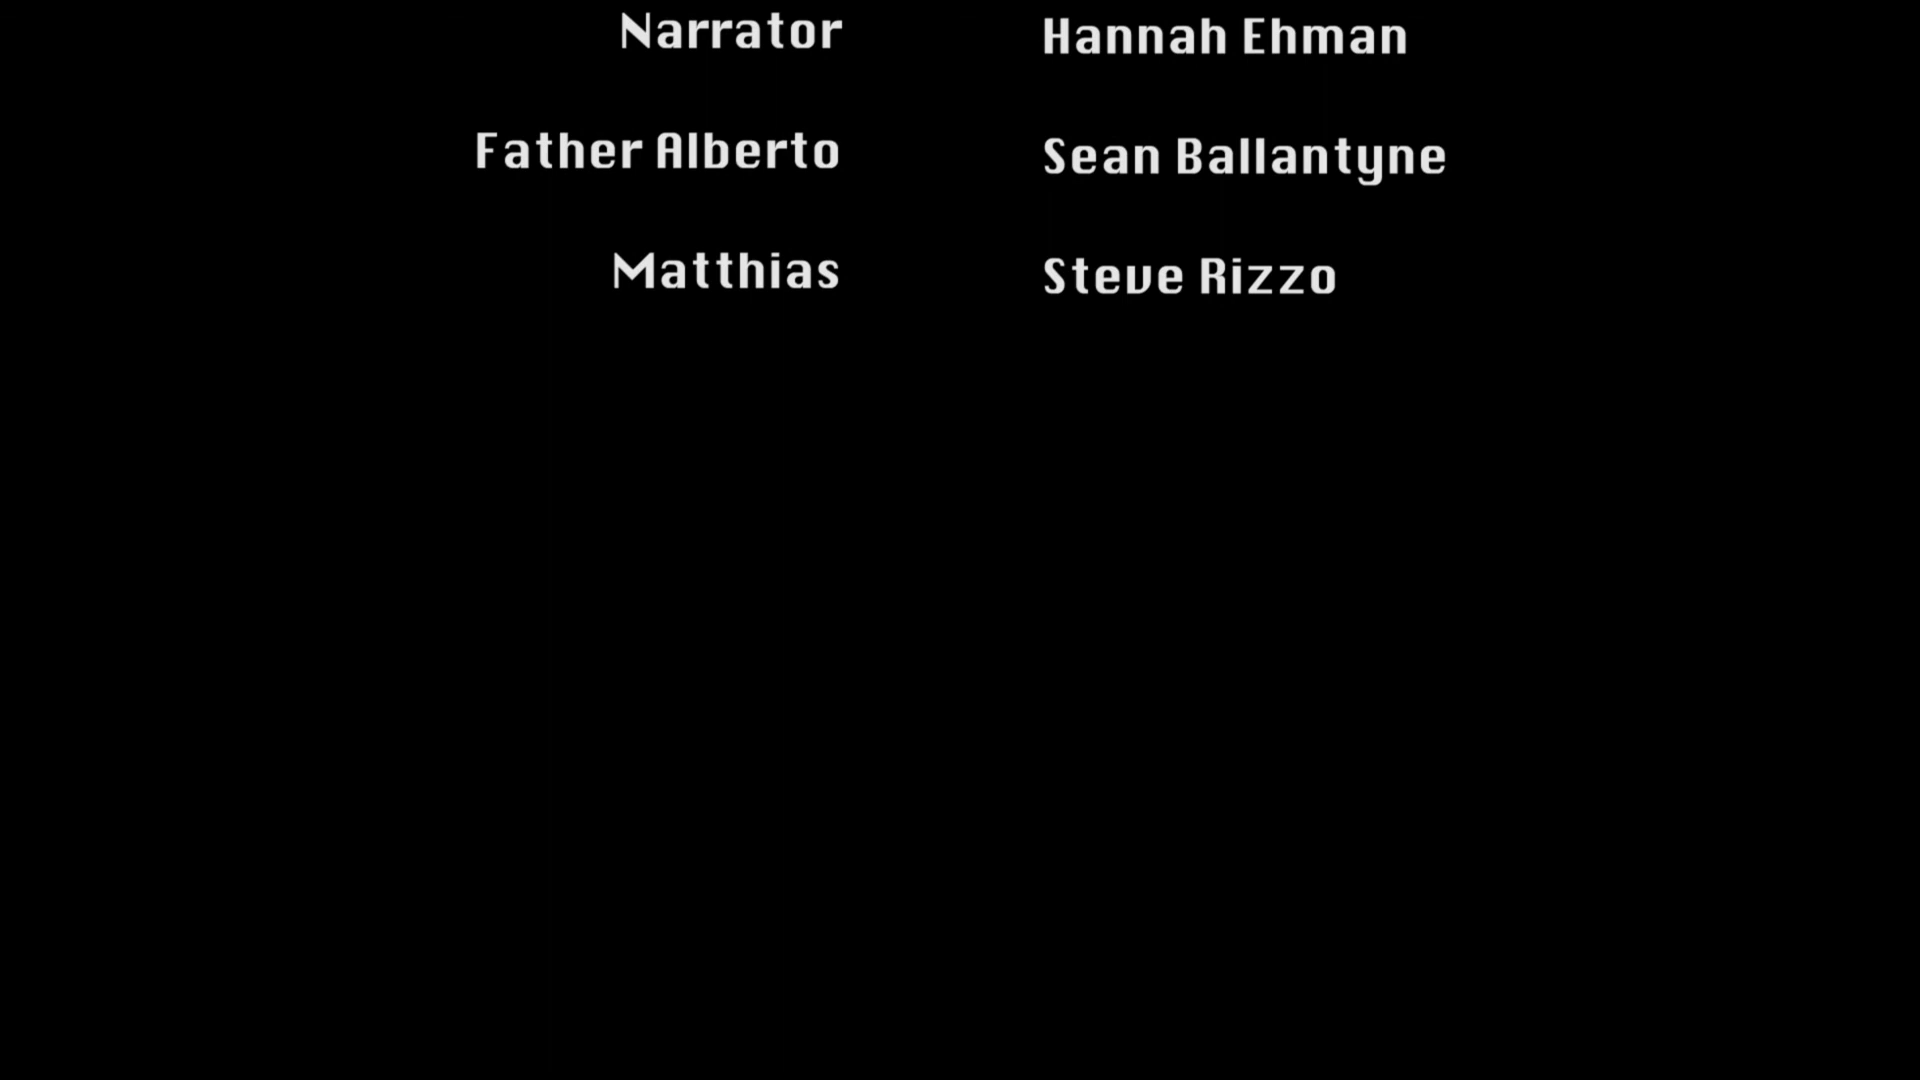 Narrator Hannah Ehman
Father Alberto Sean Ballantyne
Matthias Steve Rizzo